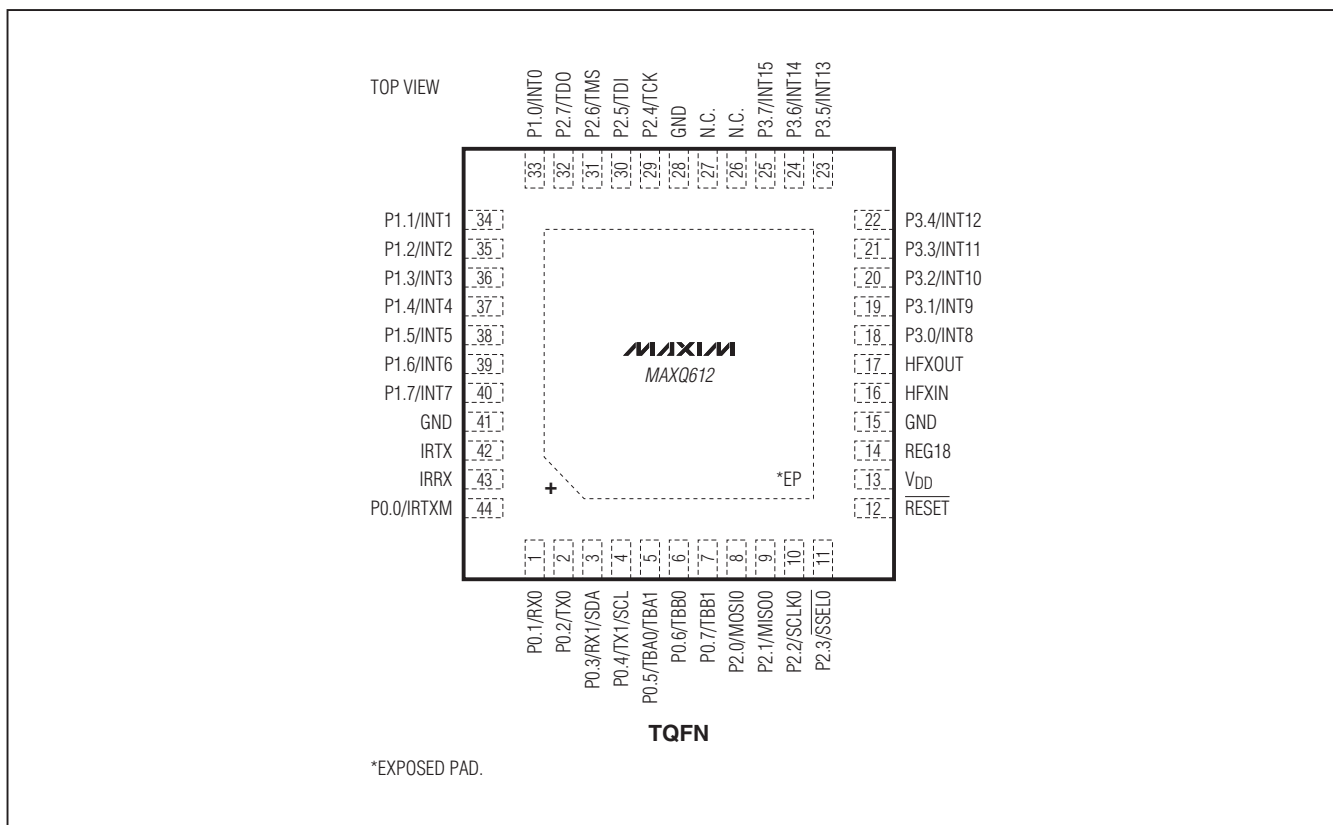 TOP VIEW
P1.0/INT0
P2.7/TDO
P2.6/TMS
P2.5/TDI
P2.4/TCK
GND
N.C.
N.C.
P3.7/INT15
P3.6/INT14
P3.5/INT13
33
32
31
30
29
28
27
26
25
24
23
P1.1/INT1 34
P1.2/INT2 35
P1.3/INT3 36
P1.4/INT4 37
P1.5/INT5 38
P1.6/INT6 39
P1.7/INT7 40
GND 41
IRTX 42
IRRX 43
P0.0/IRTXM 44
22 P3.4/INT12
21 P3.3/INT11
20 P3.2/INT10
19 P3.1/INT9
18 P3.0/INT8
17 HFXOUT
16 HFXIN
15 GND
14 REG18
13 VDD
12 RESET
MAXIM
MAXQ612
*EP
+
1
2
3
4
5
6
7
8
9
10
11
P0.1/RX0
P0.2/TX0
P0.3/RX1/SDA
P0.4/TX1/SCL
P0.5/TBA0/TBA1
P0.6/TBB0
P0.7/TBB1
P2.0/MOSI0
P2.1/MISO0
P2.2/SCLK0
P2.3/SSEL0
TQFN
*EXPOSED PAD.